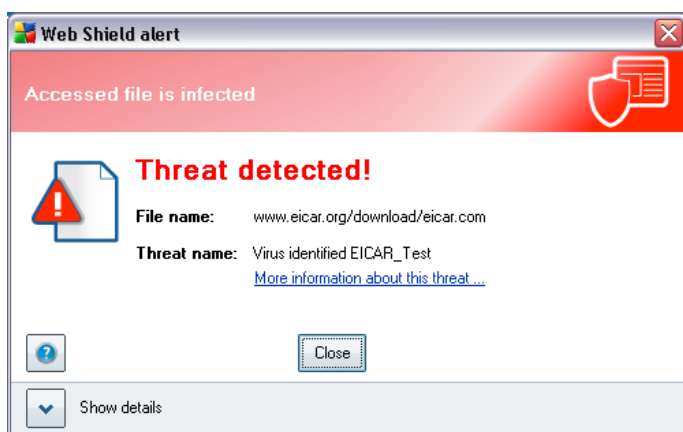 Web Shield alert
Accessed file is infected
Threat detected!
File name: www.eicar.org/download/eicar.com
Threat name: Virus identified EICAR_Test
More information about this threat ...
Close
Show details